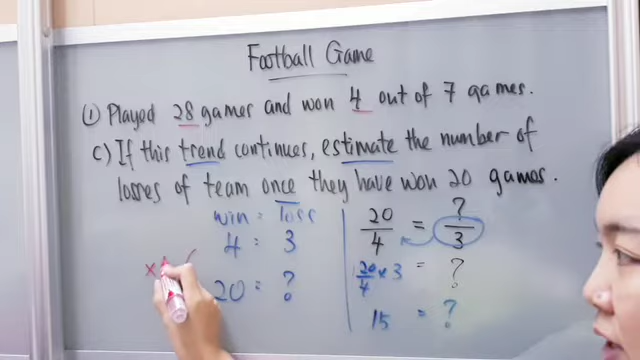 Football Game
① Played 28 games and won 4 out of 7 games.
c) If this trend continues, estimate the number of
losses of team once they have won 20 games.
win : loss
4 : 3
20 : ?
x
20/4 = ?/3
20/4 x 3 = ?
15 = ?